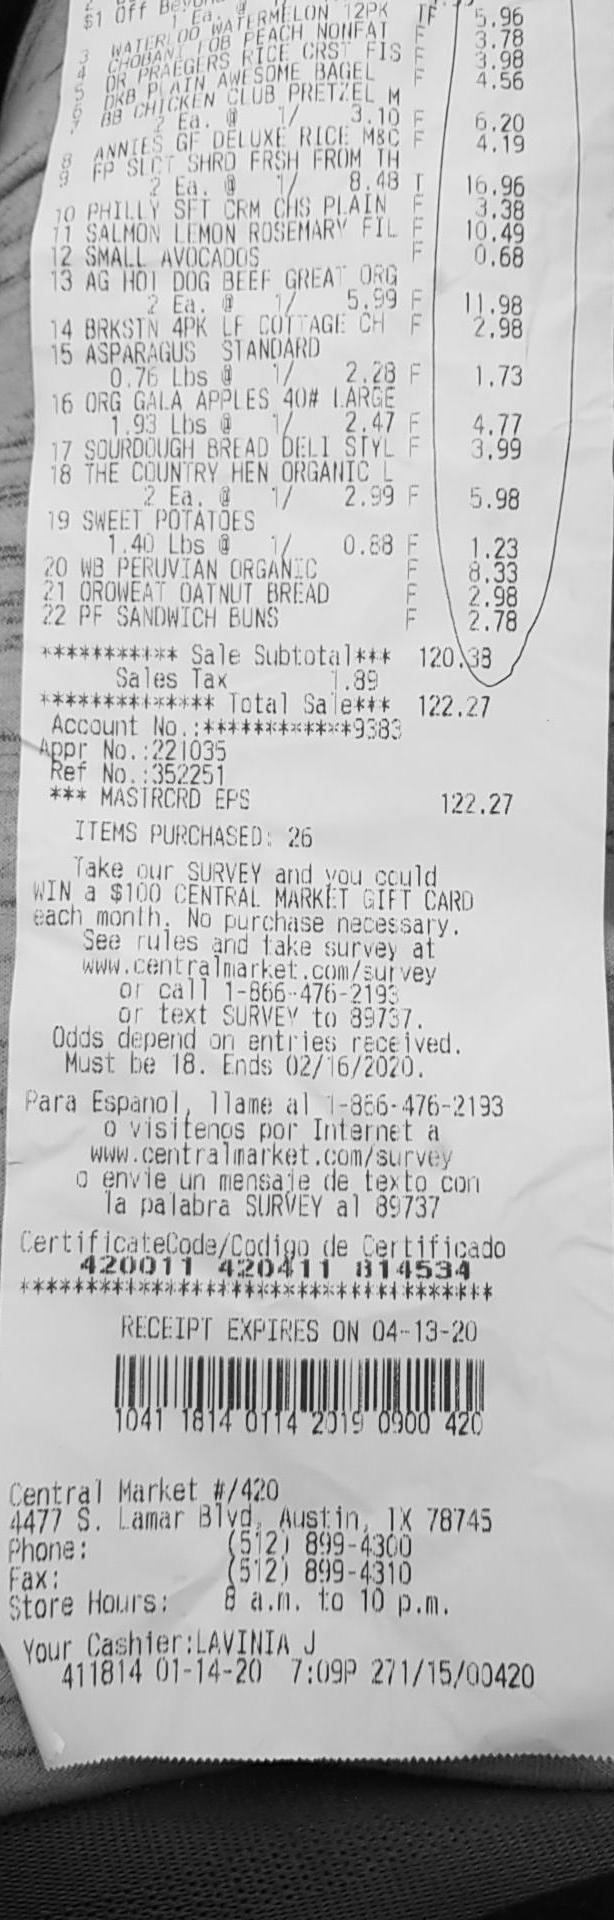 $1 Off Beyon
1 Ea. @
3 WATERLOO WATERMELON 12PK TF 5.96
4 CHOBANI FOB PEACH NONFAT F 3.78
5 DR PRAEGERS RICE CRST FIS F 3.98
6 DKB PLAIN AWESOME BAGEL F 4.56
7 BB CHICKEN CLUB PRETZEL M
2 Ea. @ 1/ 3.10 F 6.20
8 ANNIES GF DELUXE RICE M&C F 4.19
9 FP SLCT SHRD FRSH FROM TH
2 Ea. @ 1/ 8.48 T 16.96
10 PHILLY SFT CRM CHS PLAIN F 3.38
11 SALMON LEMON ROSEMARY FIL F 10.49
12 SMALL AVOCADOS F 0.68
13 AG HOT DOG BEEF GREAT ORG
2 Ea. @ 1/ 5.99 F 11.98
14 BRKSTN 4PK LF COTTAGE CH F 2.98
15 ASPARAGUS STANDARD
0.76 Lbs @ 1/ 2.28 F 1.73
16 ORG GALA APPLES 40# LARGE
1.93 Lbs @ 1/ 2.47 F 4.77
17 SOURDOUGH BREAD DELI STYL F 3.99
18 THE COUNTRY HEN ORGANIC L
2 Ea. @ 1/ 2.99 F 5.98
19 SWEET POTATOES
1.40 Lbs @ 1/ 0.88 F 1.23
20 WB PERUVIAN ORGANIC F 8.33
21 OROWEAT OATNUT BREAD F 2.98
22 PF SANDWICH BUNS F 2.78
*********** Sale Subtotal*** 120.38
Sales Tax 1.89
************** Total Sale*** 122.27
Account No.:************9383
Appr No.:221035
Ref No.:352251
*** MASTRCRD EPS 122.27
ITEMS PURCHASED: 26
Take our SURVEY and you could
WIN a $100 CENTRAL MARKET GIFT CARD
each month. No purchase necessary.
See rules and take survey at
www.centralmarket.com/survey
or call 1-866-476-2193
or text SURVEY to 89737.
Odds depend on entries received.
Must be 18. Ends 02/16/2020.
Para Espanol, llame al 1-866-476-2193
o visitenos por Internet a
www.centralmarket.com/survey
o envie un mensaje de texto con
la palabra SURVEY al 89737
CertificateCode/Codigo de Certificado
420011 420411 814534
*************************************
RECEIPT EXPIRES ON 04-13-20
1041 1814 0114 2019 0900 420
Central Market #/420
4477 S. Lamar Blvd, Austin, TX 78745
Phone: (512) 899-4300
Fax: (512) 899-4310
Store Hours: 8 a.m. to 10 p.m.
Your Cashier:LAVINIA J
411814 01-14-20 7:09P 271/15/00420